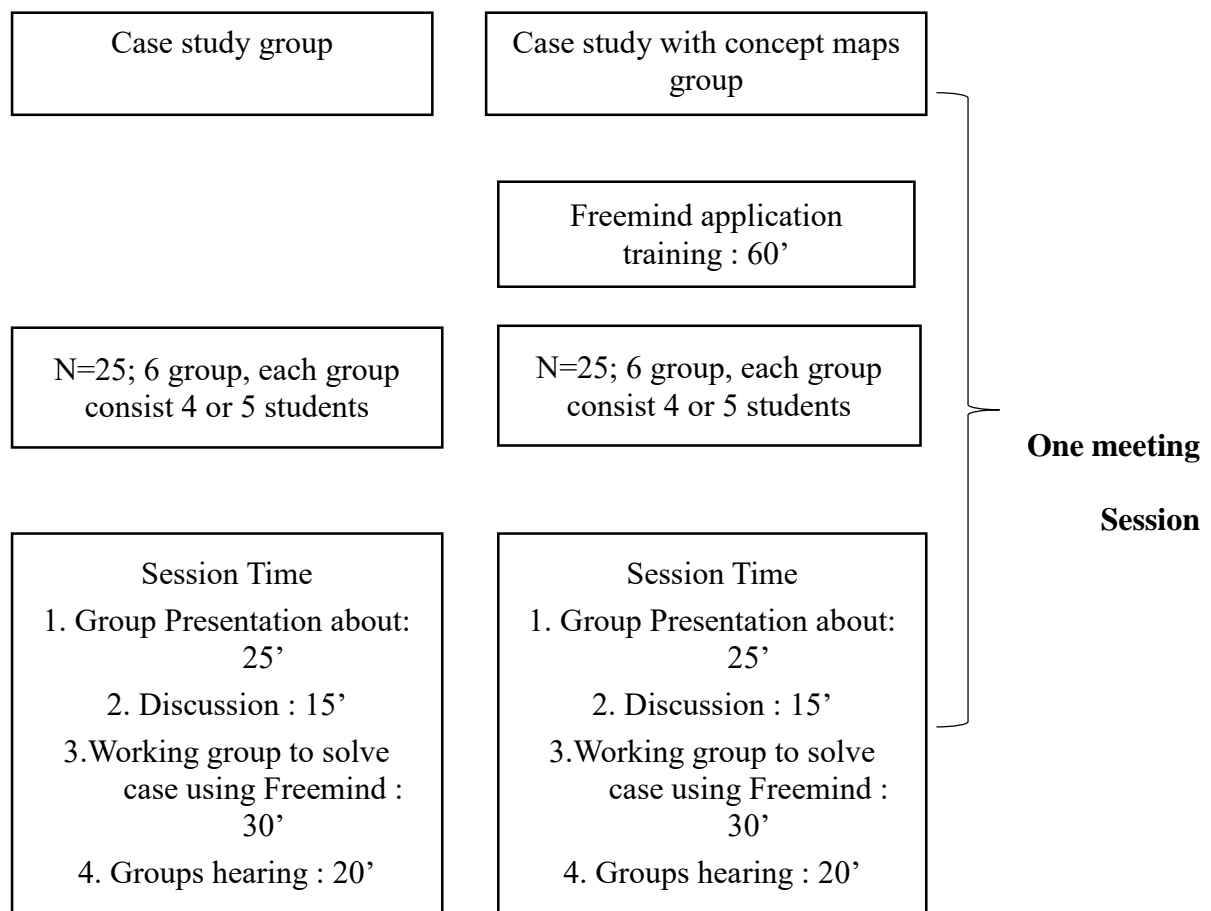 Case study group
Case study with concept maps
group
Freemind application
training : 60’
N=25; 6 group, each group
consist 4 or 5 students
N=25; 6 group, each group
consist 4 or 5 students
One meeting
Session
Session Time
1. Group Presentation about:
25’
2. Discussion : 15’
3.Working group to solve
case using Freemind :
30’
4. Groups hearing : 20’
Session Time
1. Group Presentation about:
25’
2. Discussion : 15’
3.Working group to solve
case using Freemind :
30’
4. Groups hearing : 20’